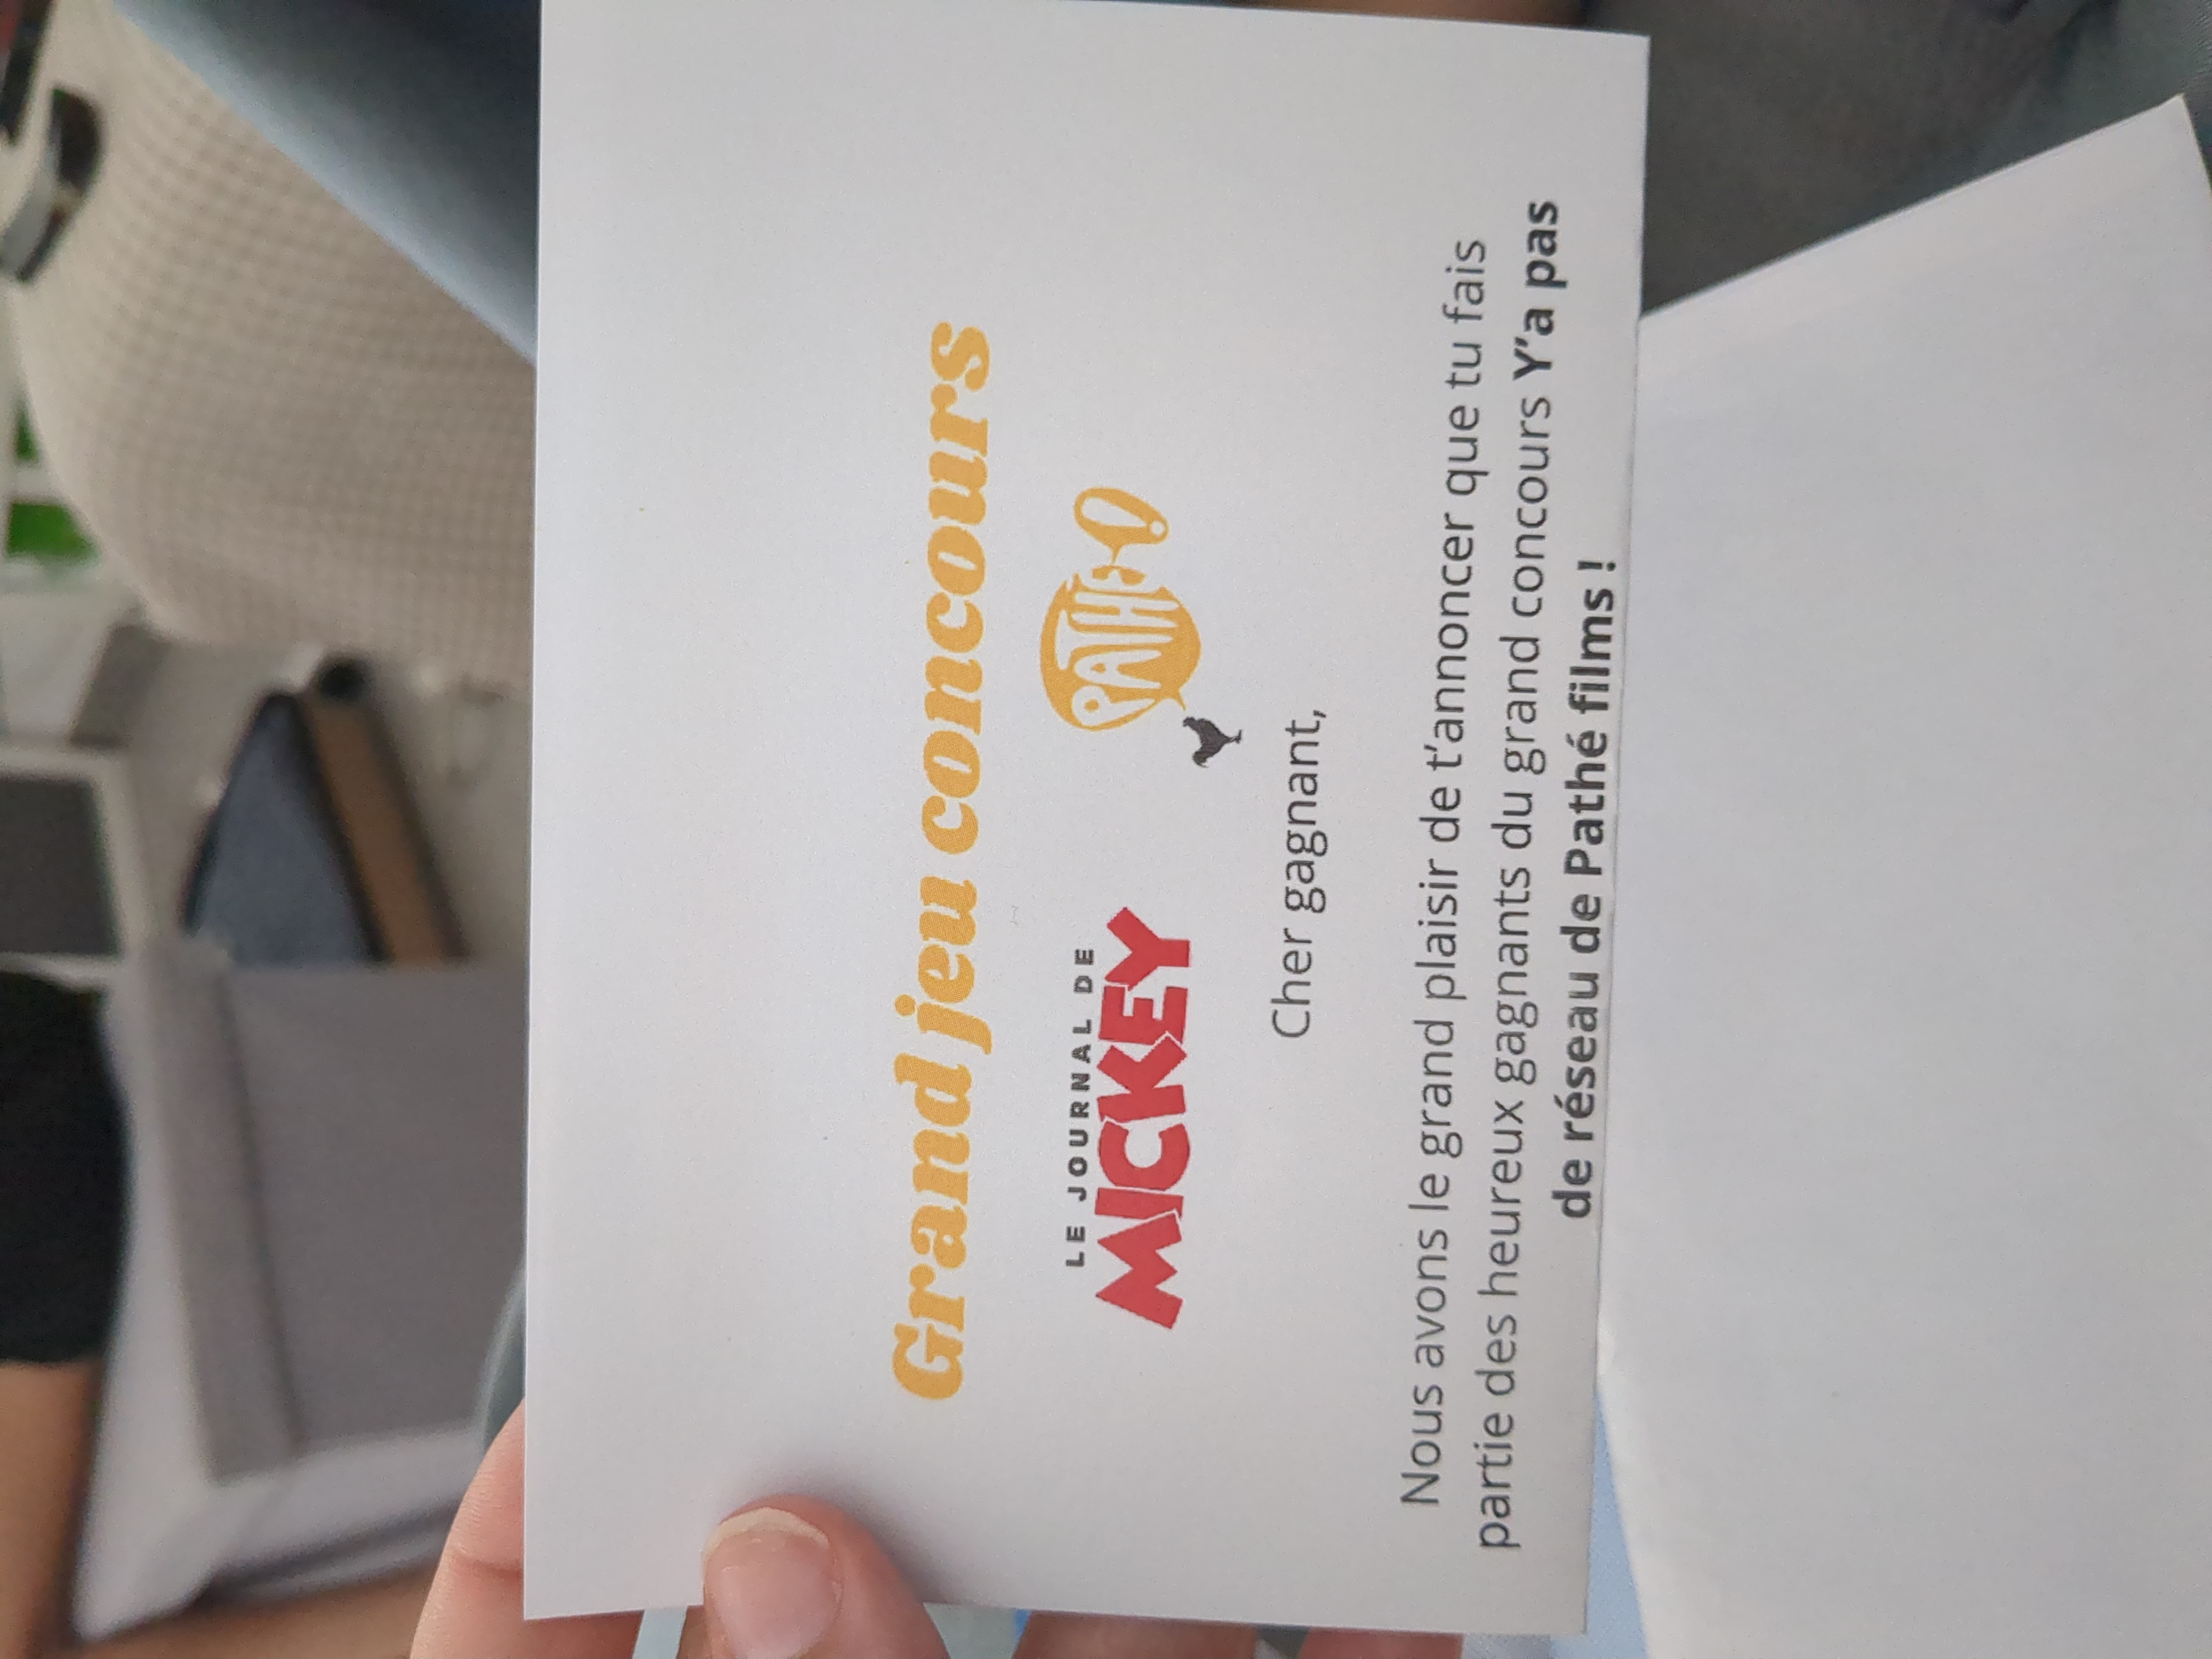 Grand jeu concours
LE JOURNAL DE
MICKEY
PATHÉ!
Cher gagnant,
Nous avons le grand plaisir de t'annoncer que tu fais
partie des heureux gagnants du grand concours Y'a pas
de réseau de Pathé films !